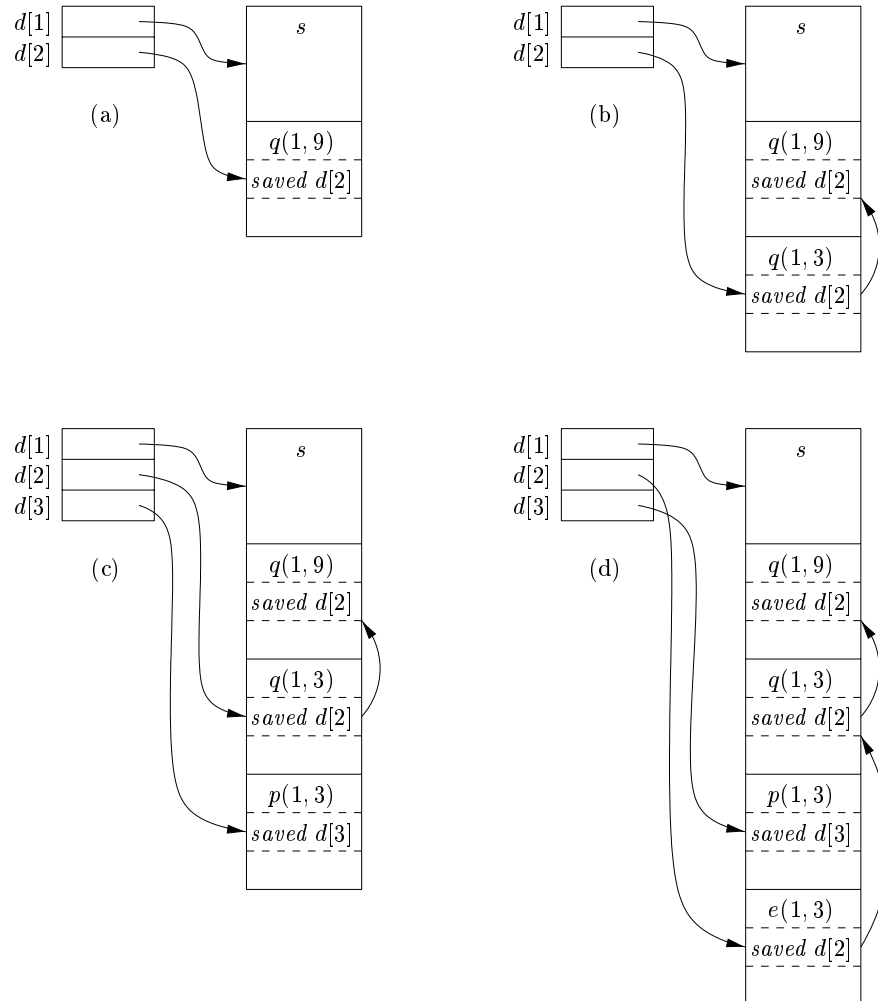 d[1]
d[2]
s
(a)
q(1, 9)
saved d[2]
d[1]
d[2]
s
(b)
q(1, 9)
saved d[2]
q(1, 3)
saved d[2]
d[1]
d[2]
d[3]
s
(c)
q(1, 9)
saved d[2]
q(1, 3)
saved d[2]
p(1, 3)
saved d[3]
d[1]
d[2]
d[3]
s
(d)
q(1, 9)
saved d[2]
q(1, 3)
saved d[2]
p(1, 3)
saved d[3]
e(1, 3)
saved d[2]